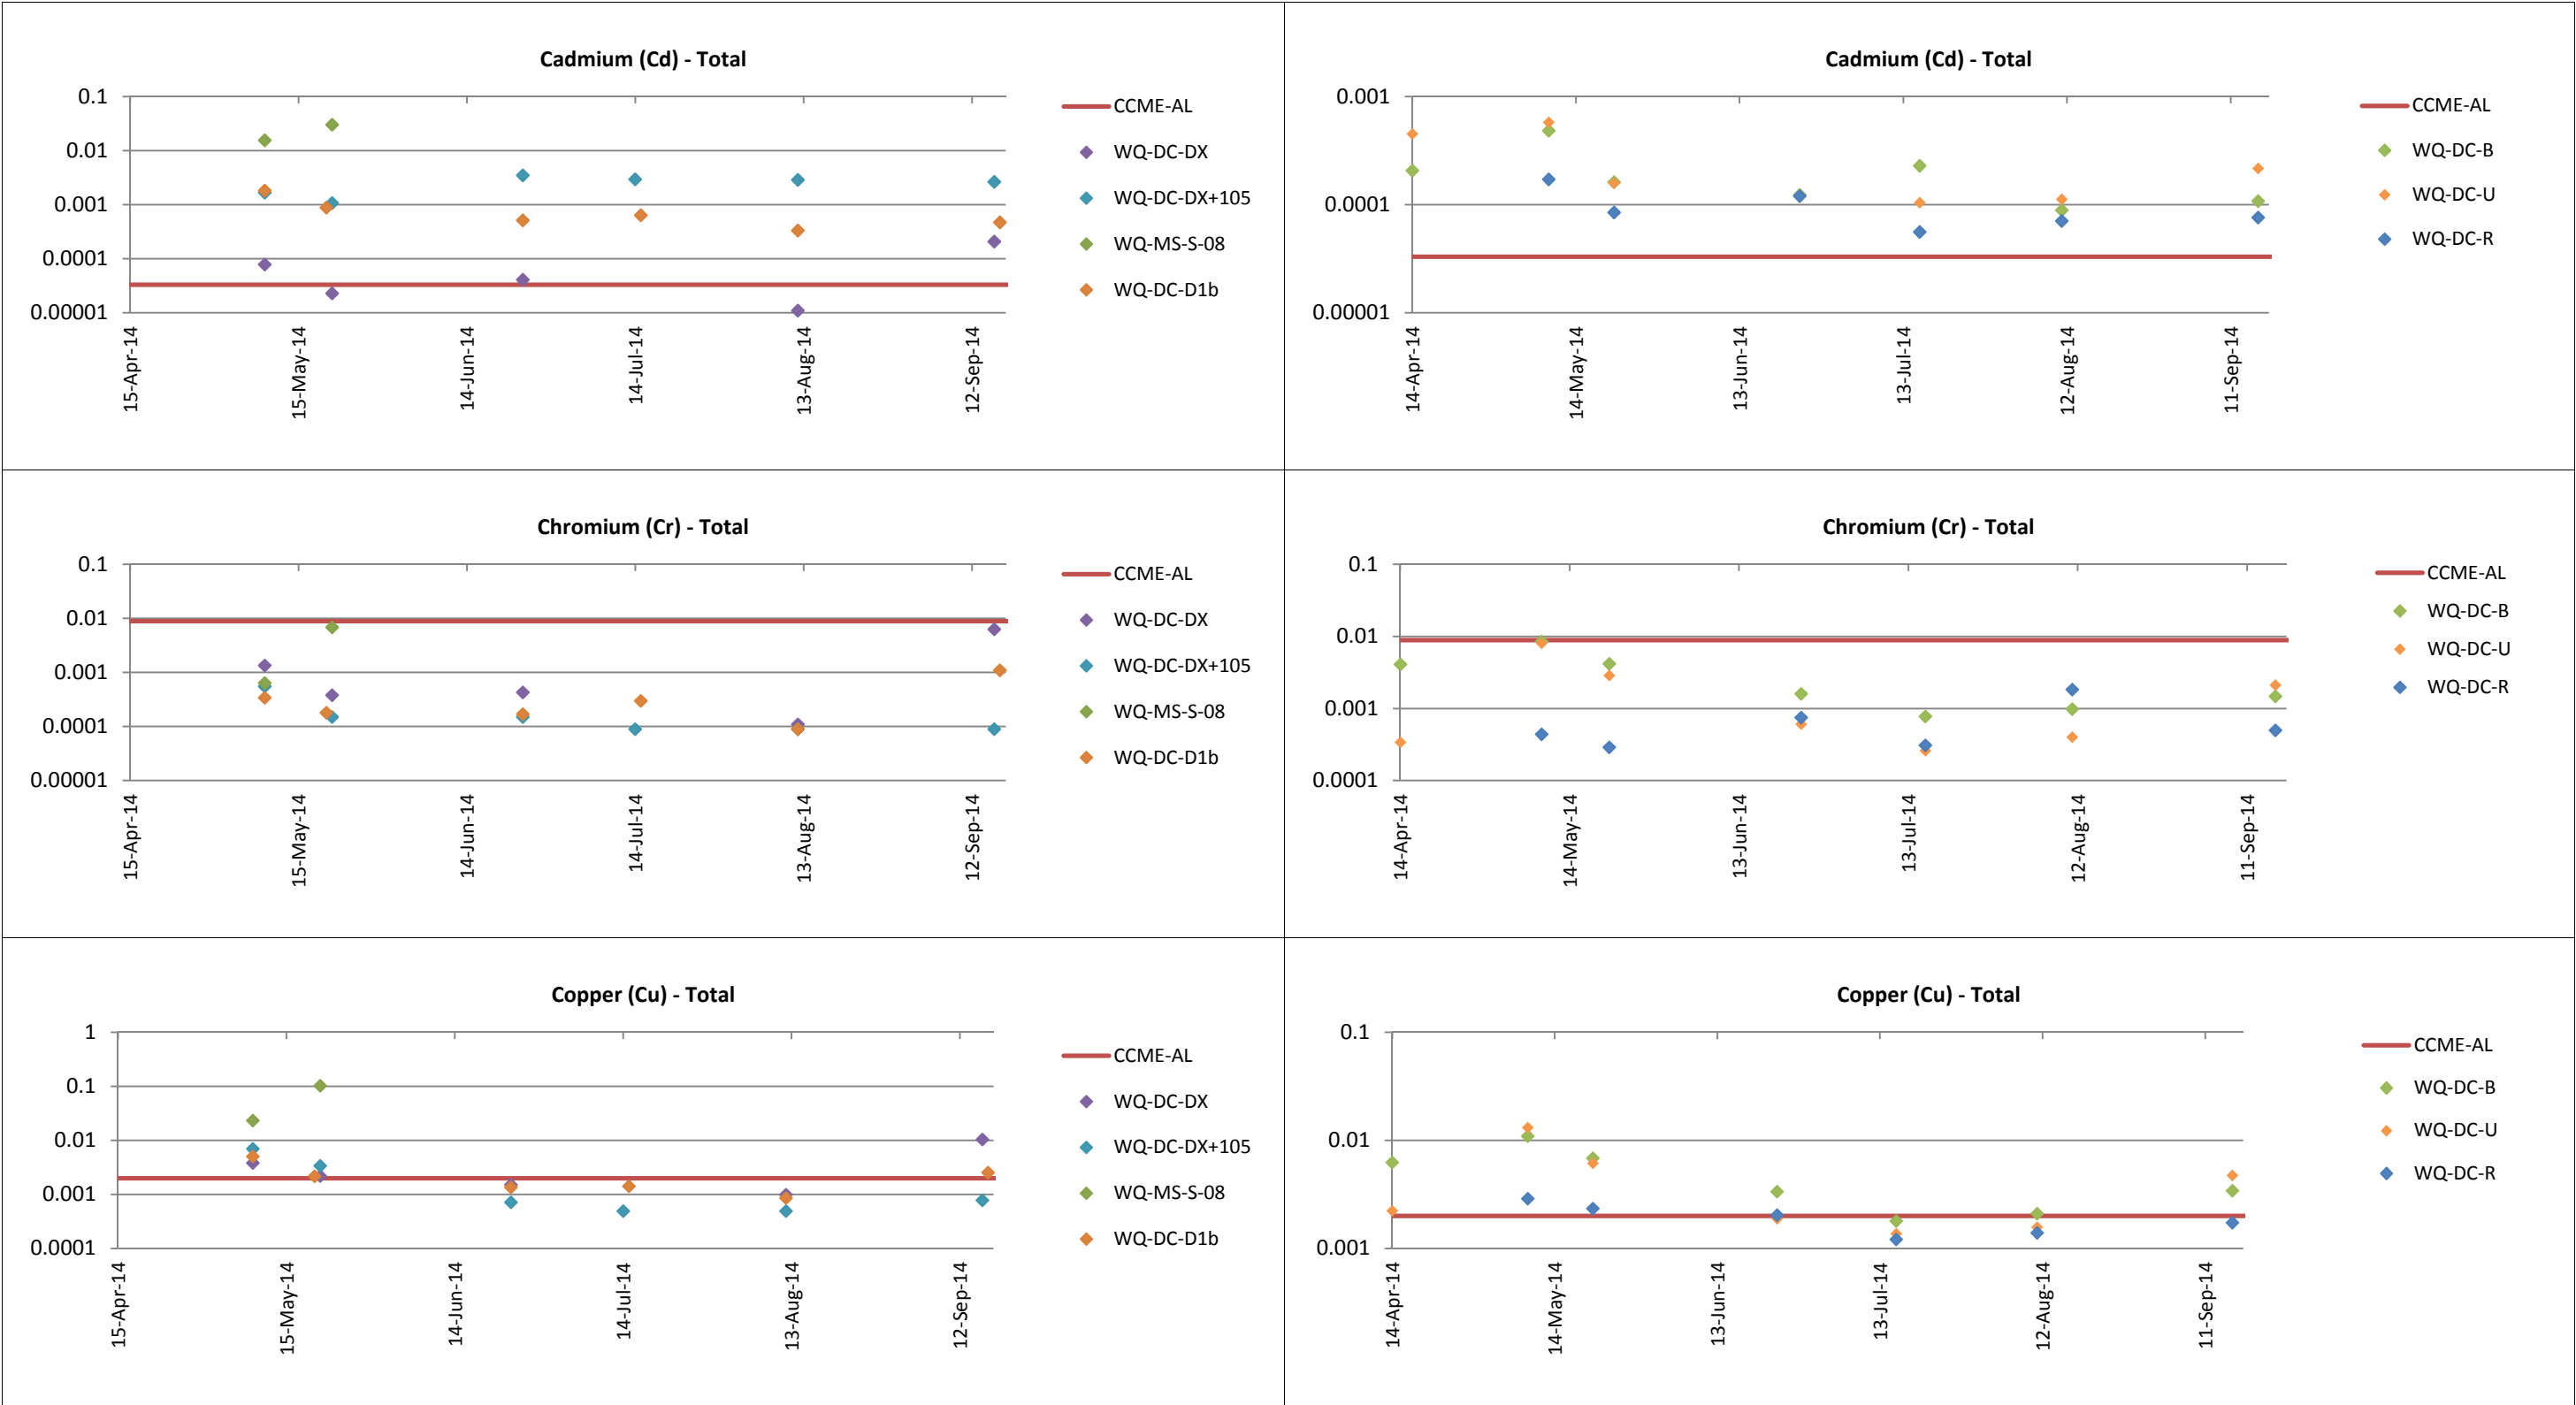 Cadmium (Cd) - Total
0.1
0.01
0.001
0.0001
0.00001
15-Apr-14
15-May-14
14-Jun-14
14-Jul-14
13-Aug-14
12-Sep-14
CCME-AL
WQ-DC-DX
WQ-DC-DX+105
WQ-MS-S-08
WQ-DC-D1b
Cadmium (Cd) - Total
0.001
0.0001
0.00001
14-Apr-14
14-May-14
13-Jun-14
13-Jul-14
12-Aug-14
11-Sep-14
CCME-AL
WQ-DC-B
WQ-DC-U
WQ-DC-R
Chromium (Cr) - Total
0.1
0.01
0.001
0.0001
0.00001
15-Apr-14
15-May-14
14-Jun-14
14-Jul-14
13-Aug-14
12-Sep-14
CCME-AL
WQ-DC-DX
WQ-DC-DX+105
WQ-MS-S-08
WQ-DC-D1b
Chromium (Cr) - Total
0.1
0.01
0.001
0.0001
14-Apr-14
14-May-14
13-Jun-14
13-Jul-14
12-Aug-14
11-Sep-14
CCME-AL
WQ-DC-B
WQ-DC-U
WQ-DC-R
Copper (Cu) - Total
1
0.1
0.01
0.001
0.0001
15-Apr-14
15-May-14
14-Jun-14
14-Jul-14
13-Aug-14
12-Sep-14
CCME-AL
WQ-DC-DX
WQ-DC-DX+105
WQ-MS-S-08
WQ-DC-D1b
Copper (Cu) - Total
0.1
0.01
0.001
14-Apr-14
14-May-14
13-Jun-14
13-Jul-14
12-Aug-14
11-Sep-14
CCME-AL
WQ-DC-B
WQ-DC-U
WQ-DC-R